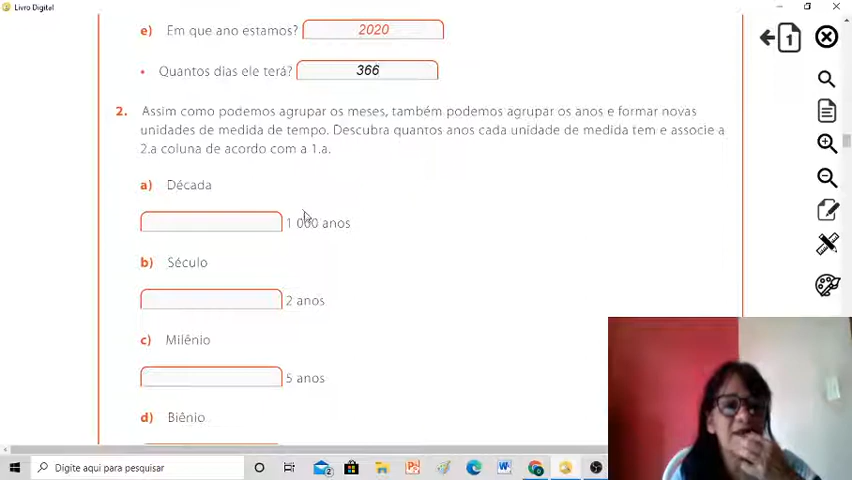 Livro Digital
e) Em que ano estamos? 2020
• Quantos dias ele terá? 366
1
2. Assim como podemos agrupar os meses, também podemos agrupar os anos e formar novas
unidades de medida de tempo. Descubra quantos anos cada unidade de medida tem e associe a
2.a coluna de acordo com a 1.a.
a) Década
1 000 anos
b) Século
2 anos
c) Milênio
5 anos
d) Biênio
Digite aqui para pesquisar